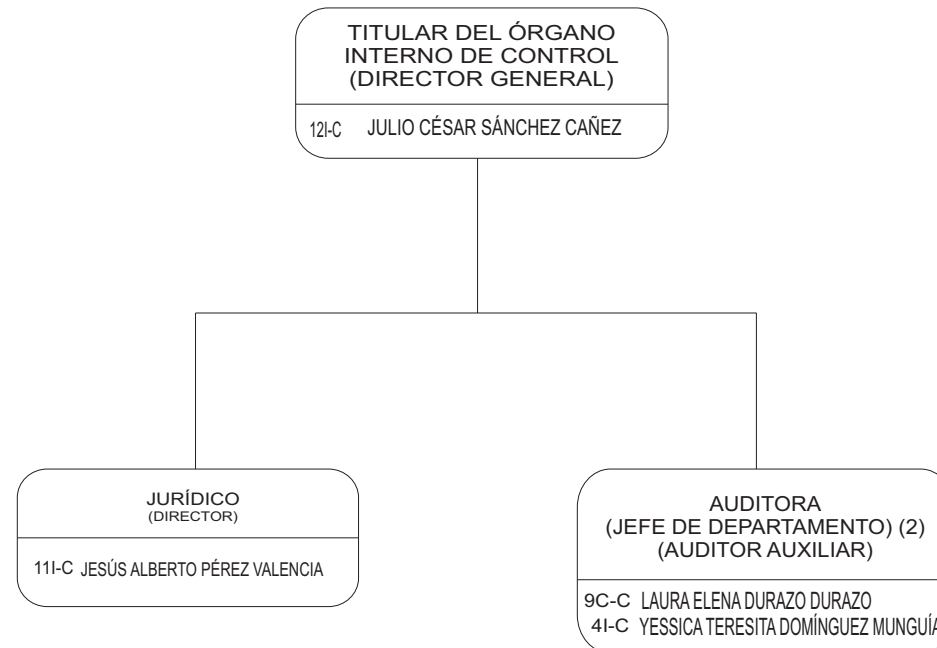 TITULAR DEL ÓRGANO
INTERNO DE CONTROL
(DIRECTOR GENERAL)
12I-C JULIO CÉSAR SÁNCHEZ CAÑEZ
JURÍDICO
(DIRECTOR)
11I-C JESÚS ALBERTO PÉREZ VALENCIA
AUDITORA
(JEFE DE DEPARTAMENTO) (2)
(AUDITOR AUXILIAR)
9C-C LAURA ELENA DURAZO DURAZO
4I-C YESSICA TERESITA DOMÍNGUEZ MUNGUÍA